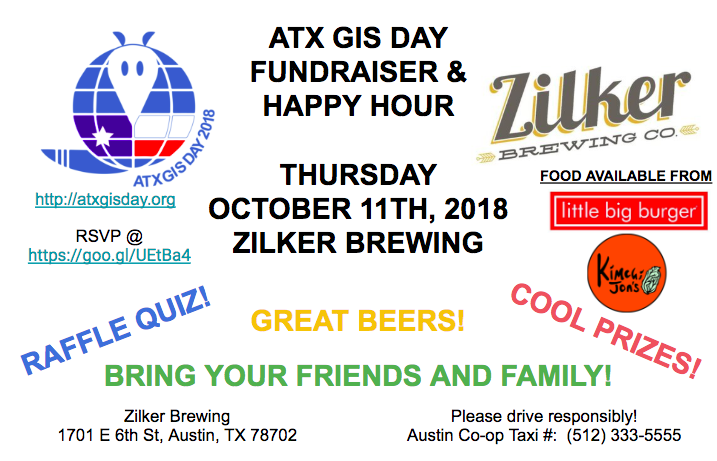 ATX GIS DAY
FUNDRAISER &
HAPPY HOUR
THURSDAY
OCTOBER 11TH, 2018
ZILKER BREWING
ATX GIS DAY 2018
http://atxgisday.org
RSVP @
https://goo.gl/UEtBa4
Zilker
BREWING CO.
FOOD AVAILABLE FROM
little big burger
Kimchi
Jon's
RAFFLE QUIZ!
GREAT BEERS!
COOL PRIZES!
BRING YOUR FRIENDS AND FAMILY!
Zilker Brewing
1701 E 6th St, Austin, TX 78702
Please drive responsibly!
Austin Co-op Taxi #: (512) 333-5555